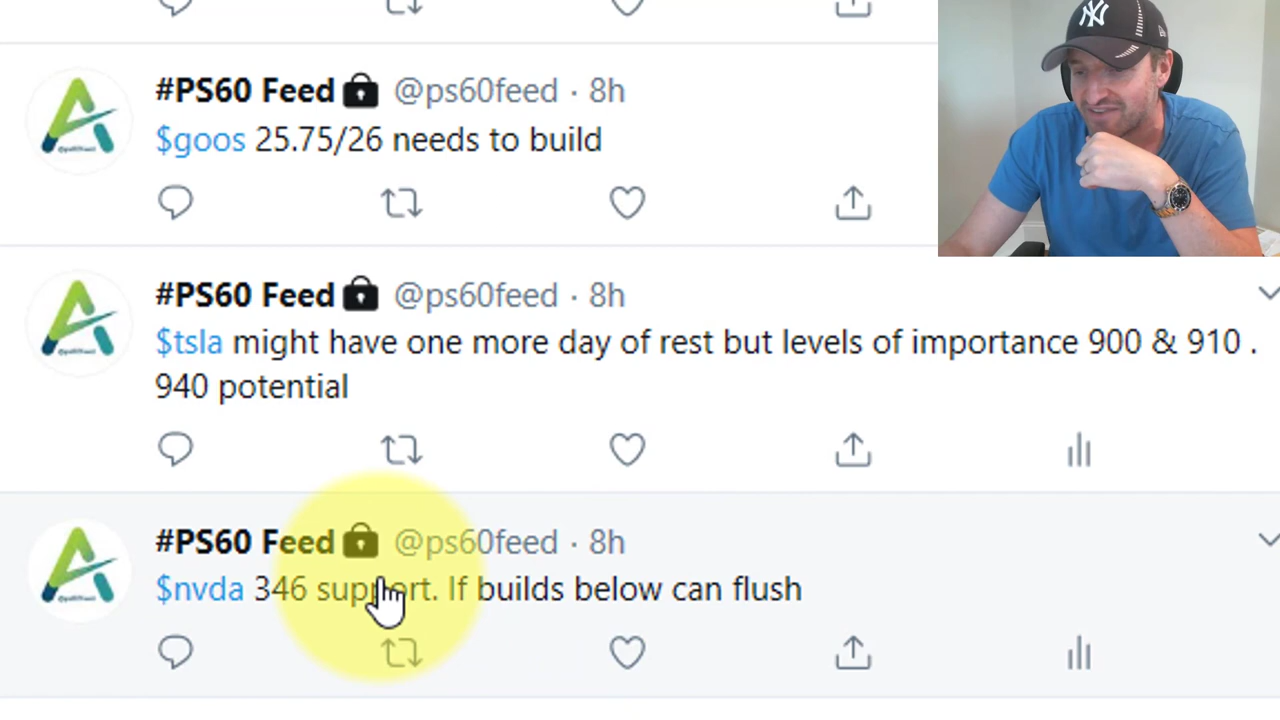 #PS60 Feed @ps60feed · 8h
$goos 25.75/26 needs to build
#PS60 Feed @ps60feed · 8h
$tsla might have one more day of rest but levels of importance 900 & 910 .
940 potential
#PS60 Feed @ps60feed · 8h
$nvda 346 support. If builds below can flush
NY